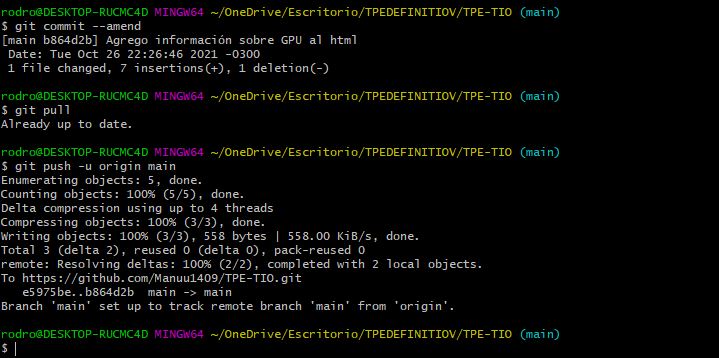 rodro@DESKTOP-RUCMC4D MINGW64 ~/OneDrive/Escritorio/TPEDEFINITIOV/TPE-TIO (main)
$ git commit --amend
[main b864d2b] Agrego información sobre GPU al html
 Date: Tue Oct 26 22:26:46 2021 -0300
 1 file changed, 7 insertions(+), 1 deletion(-)
rodro@DESKTOP-RUCMC4D MINGW64 ~/OneDrive/Escritorio/TPEDEFINITIOV/TPE-TIO (main)
$ git pull
Already up to date.
rodro@DESKTOP-RUCMC4D MINGW64 ~/OneDrive/Escritorio/TPEDEFINITIOV/TPE-TIO (main)
$ git push -u origin main
Enumerating objects: 5, done.
Counting objects: 100% (5/5), done.
Delta compression using up to 4 threads
Compressing objects: 100% (3/3), done.
Writing objects: 100% (3/3), 558 bytes | 558.00 KiB/s, done.
Total 3 (delta 2), reused 0 (delta 0), pack-reused 0
remote: Resolving deltas: 100% (2/2), completed with 2 local objects.
To https://github.com/Manuu1409/TPE-TIO.git
   e5975be..b864d2b  main -> main
Branch 'main' set up to track remote branch 'main' from 'origin'.
rodro@DESKTOP-RUCMC4D MINGW64 ~/OneDrive/Escritorio/TPEDEFINITIOV/TPE-TIO (main)
$